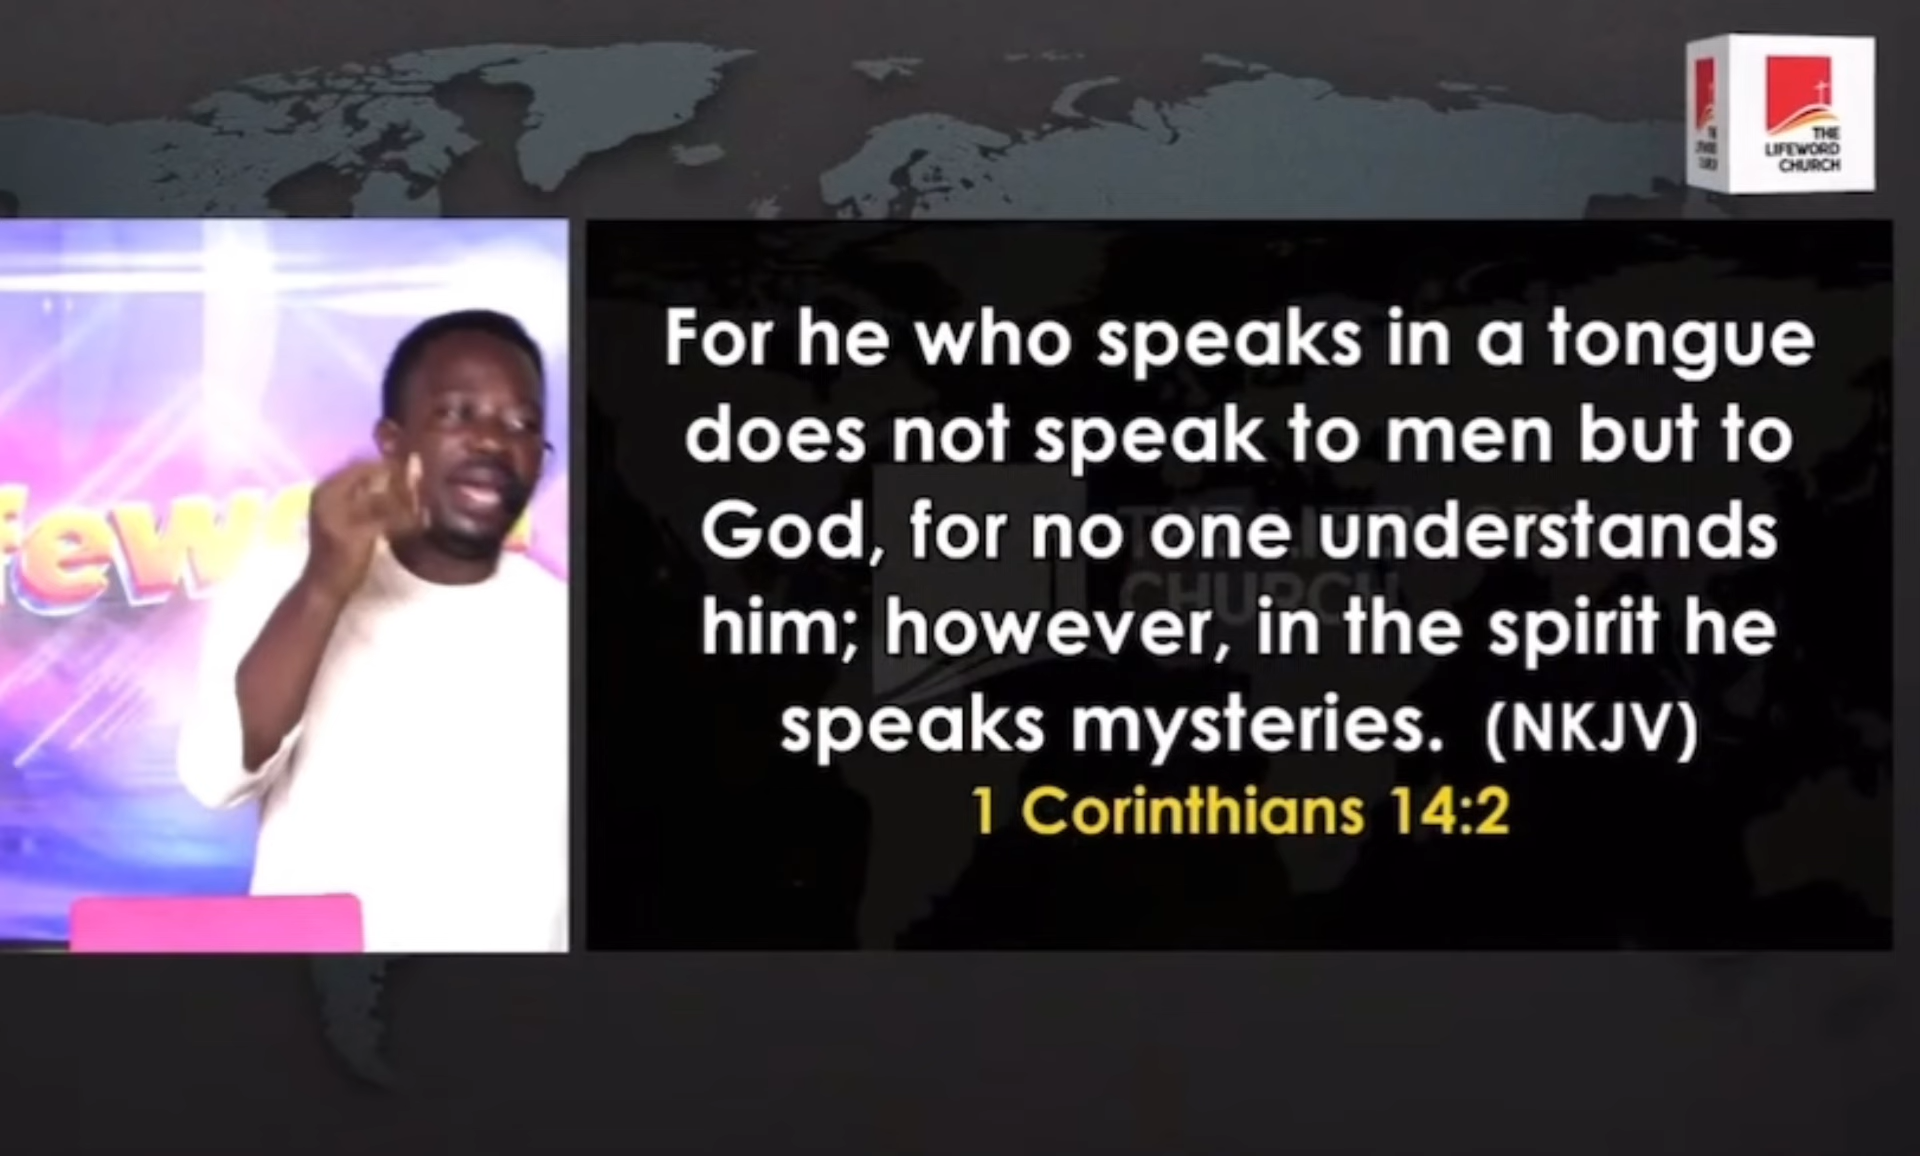 THE
LIFEWORD
CHURCH
For he who speaks in a tongue
does not speak to men but to
God, for no one understands
him; however, in the spirit he
speaks mysteries. (NKJV)
1 Corinthians 14:2